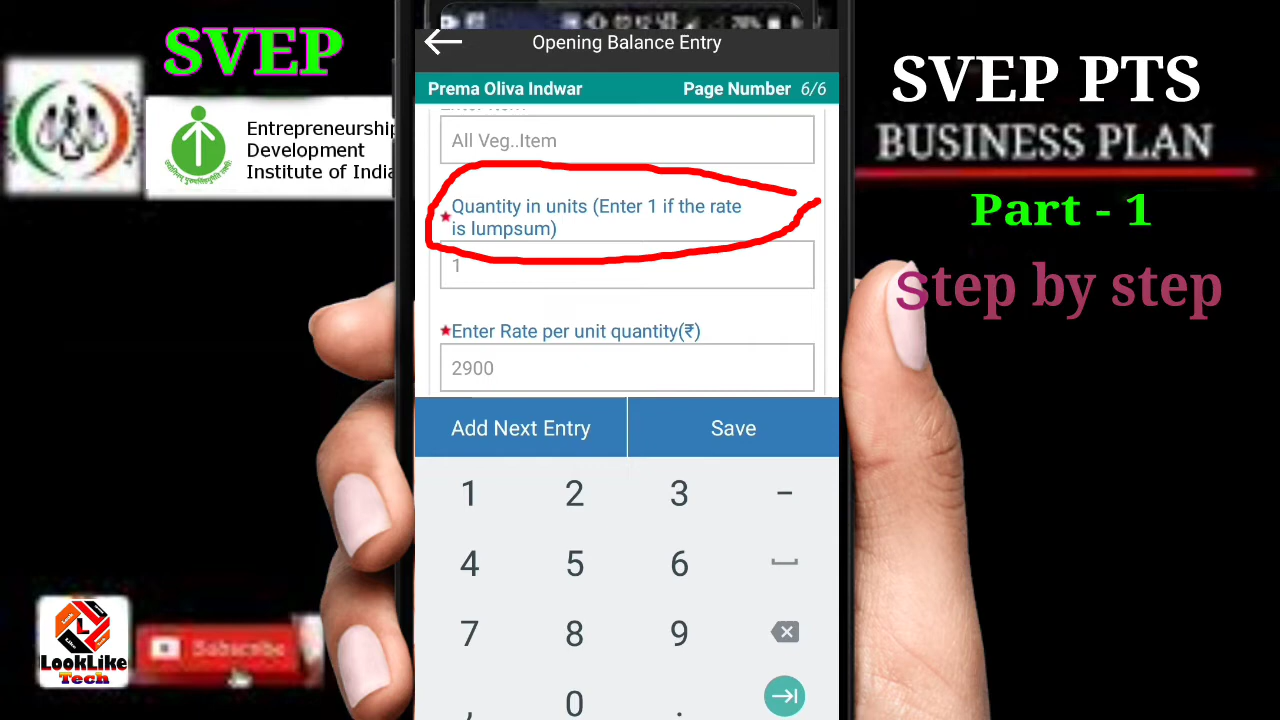 SVEP
Entrepreneurship
Development
Institute of India
Opening Balance Entry
Prema Oliva Indwar
Page Number 6/6
All Veg..Item
Quantity in units (Enter 1 if the rate
is lumpsum)
1
Enter Rate per unit quantity(₹)
2900
Add Next Entry
Save
1 2 3 -
4 5 6
7 8 9
, 0 .
SVEP PTS
BUSINESS PLAN
Part - 1
Step by step
L
LookLike
Tech
Subscribe